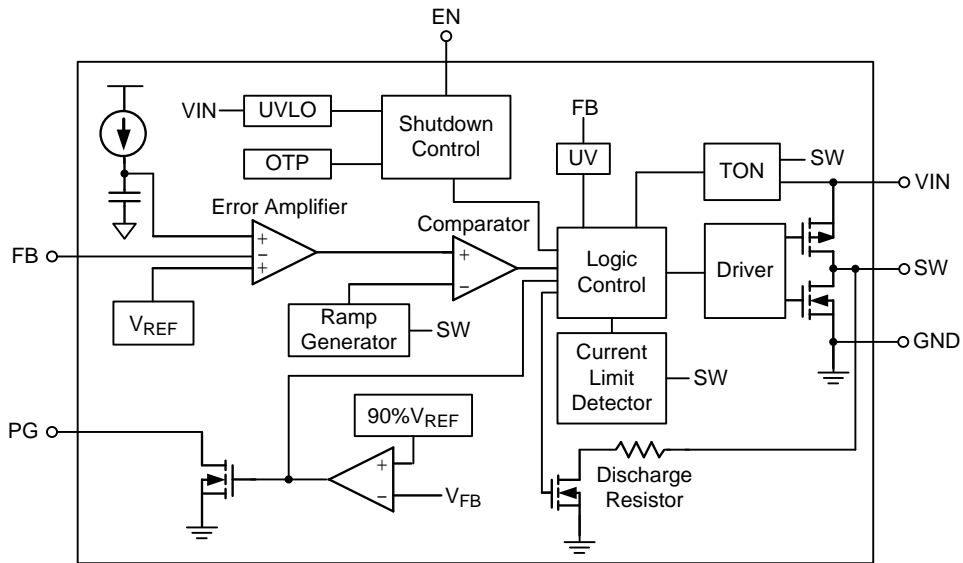 EN
VIN
UVLO
Shutdown
Control
FB
OTP
UV
TON
SW
VIN
Error Amplifier
Comparator
+
−
+
FB
+
−
Logic
Control
Driver
SW
VREF
Ramp
Generator
SW
GND
Current
Limit
Detector
SW
90%VREF
PG
+
−
VFB
Discharge
Resistor